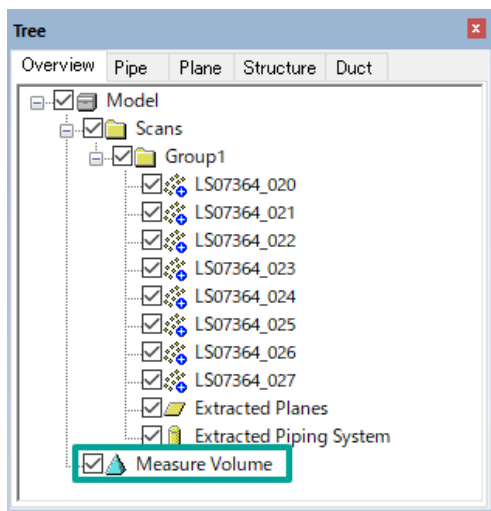 Tree
Overview Pipe Plane Structure Duct
Model
Scans
Group1
LS07364_020
LS07364_021
LS07364_022
LS07364_023
LS07364_024
LS07364_025
LS07364_026
LS07364_027
Extracted Planes
Extracted Piping System
Measure Volume